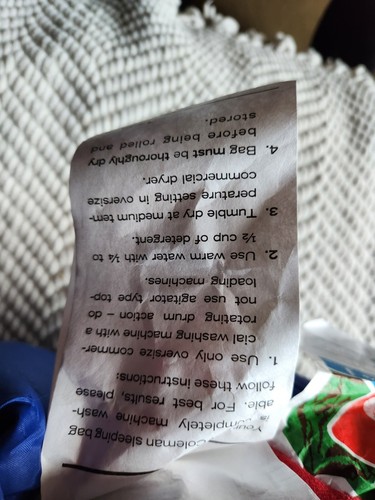 Your Coleman sleeping bag
is completely machine wash-
able. For best results, please
follow these instructions:
1. Use only oversize commer-
cial washing machine with a
rotating drum action – do
not use agitator type top-
loading machines.
2. Use warm water with ¼ to
½ cup of detergent.
3. Tumble dry at medium tem-
perature setting in oversize
commercial dryer.
4. Bag must be thoroughly dry
before being rolled and
stored.